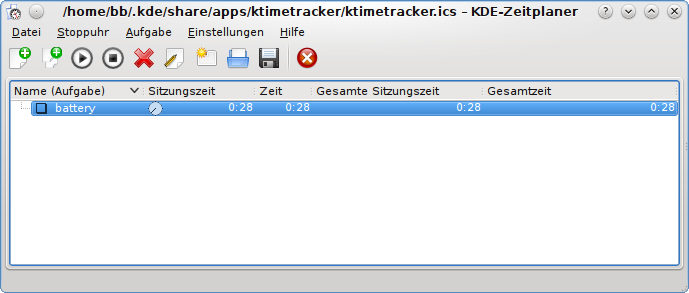 /home/bb/.kde/share/apps/ktimetracker/ktimetracker.ics – KDE-Zeitplaner
Datei Stoppuhr Aufgabe Einstellungen Hilfe
Name (Aufgabe) Sitzungszeit Zeit Gesamte Sitzungszeit Gesamtzeit
battery 0:28 0:28 0:28 0:28